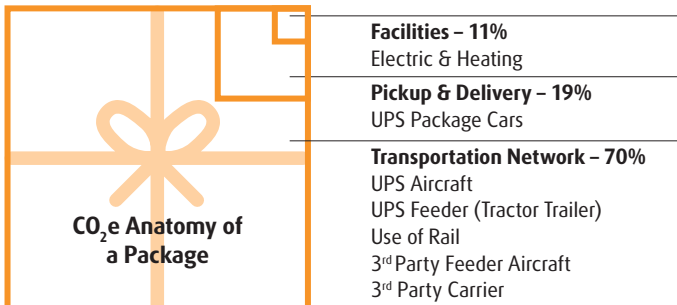 Facilities – 11%
Electric & Heating
Pickup & Delivery – 19%
UPS Package Cars
Transportation Network – 70%
UPS Aircraft
UPS Feeder (Tractor Trailer)
Use of Rail
3rd Party Feeder Aircraft
3rd Party Carrier
CO2e Anatomy of
a Package